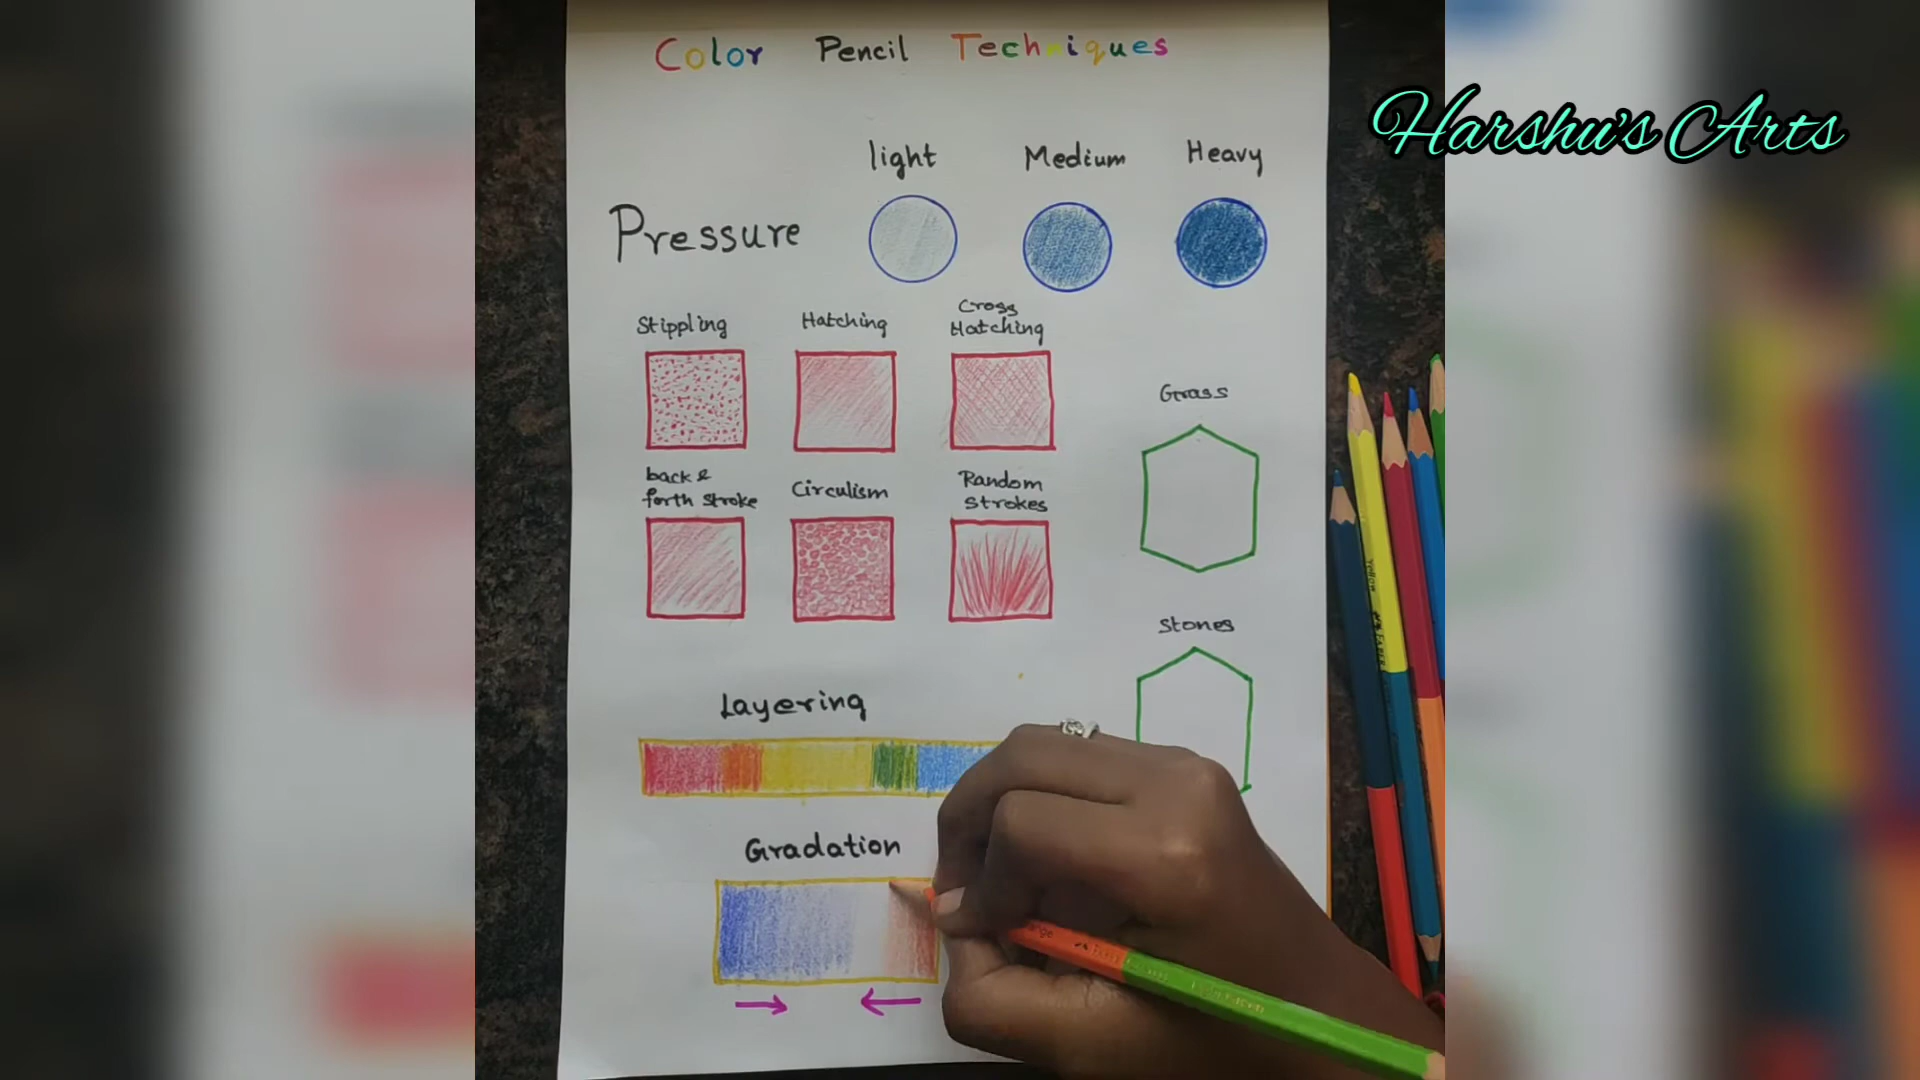 Color Pencil Techniques
Harshu's Arts
light Medium Heavy
Pressure
Stippling
Hatching
Cross
Hatching
Grass
back &
forth stroke
Circulism
Random
Strokes
Stones
Layering
Gradation
Yellow